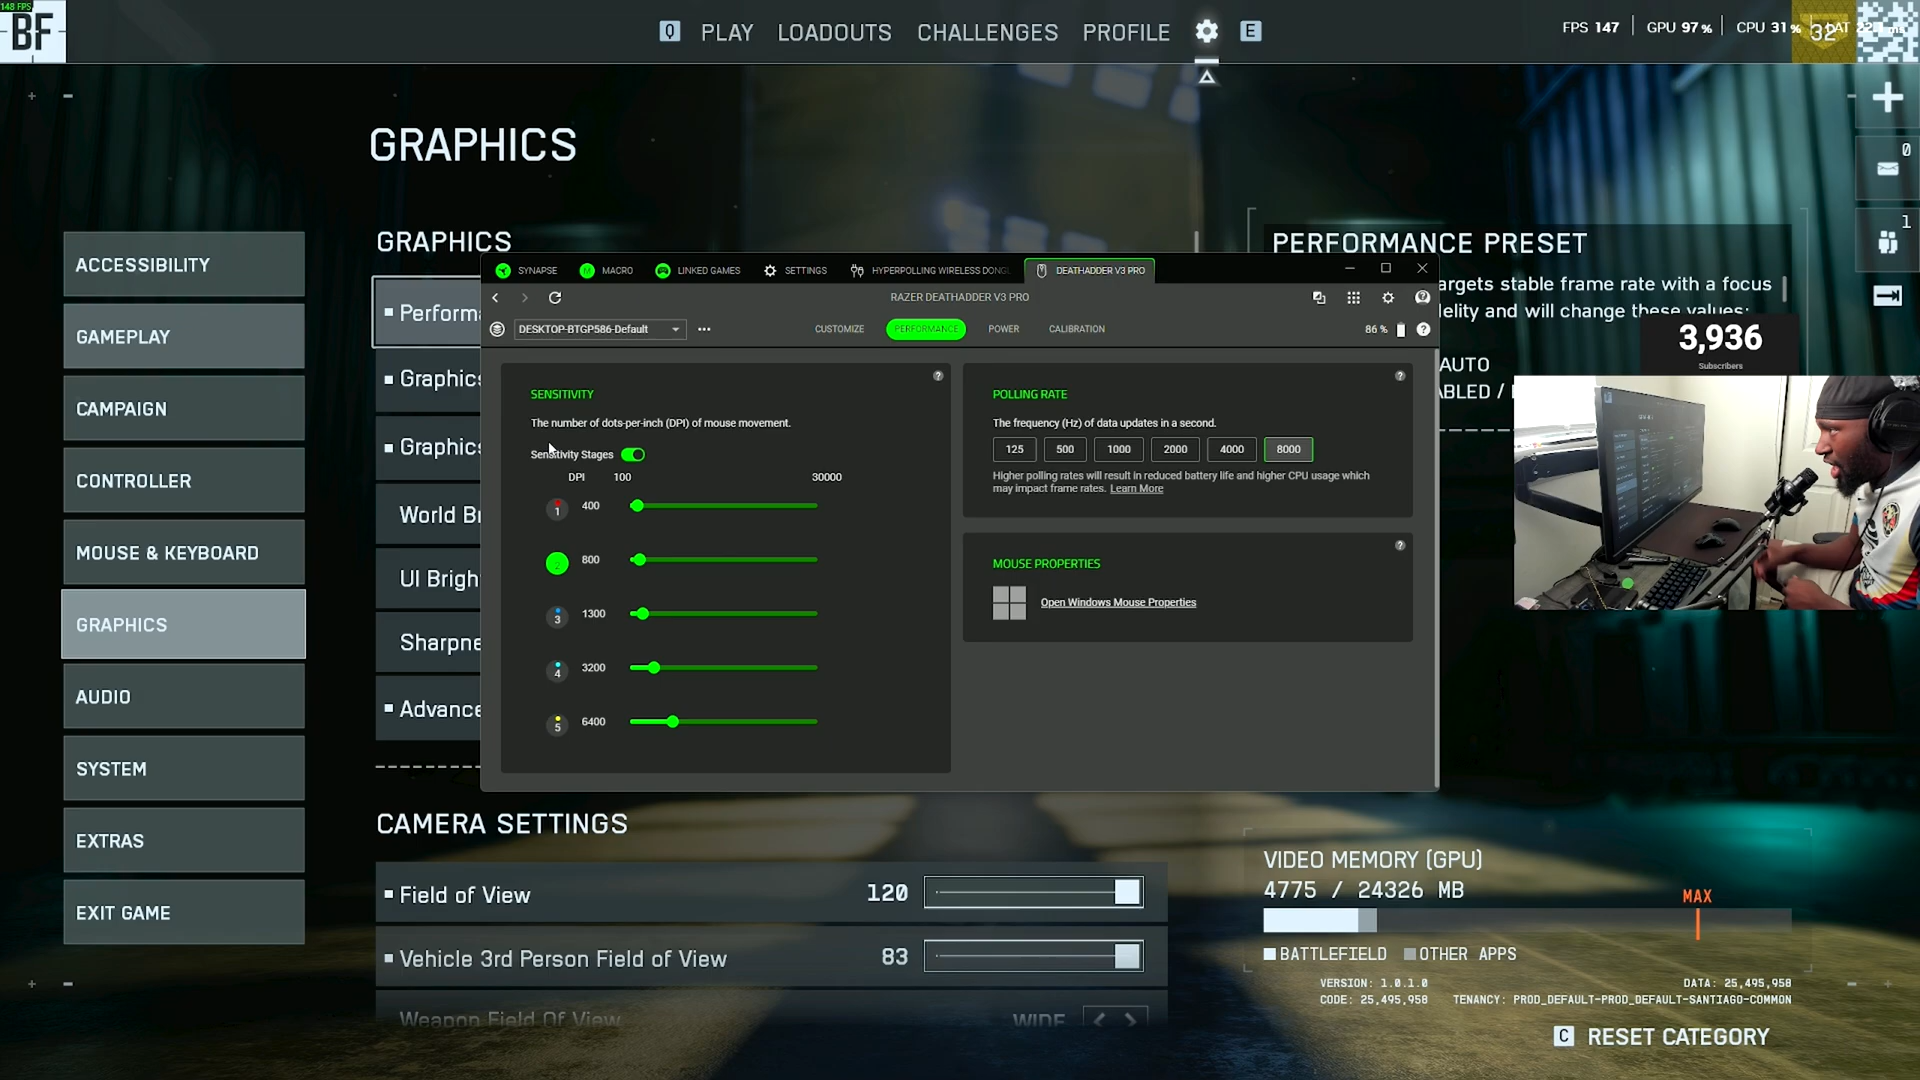 148 FPS
BF
Q PLAY LOADOUTS CHALLENGES PROFILE E
FPS 147 GPU 97 % CPU 31 %
32
0
1
GRAPHICS
ACCESSIBILITY
GAMEPLAY
CAMPAIGN
CONTROLLER
MOUSE & KEYBOARD
GRAPHICS
AUDIO
SYSTEM
EXTRAS
EXIT GAME
GRAPHICS
Graphics
World
Sharpne
Advance
PERFORMANCE PRESET
argets stable frame rate with a focus
elity and will change these values:
AUTO
3,936
Subscribers
SYNAPSE MACRO LINKED GAMES SETTINGS HYPERPOLLING WIRELESS DONG DEATHADDER V3 PRO
RAZER DEATHADDER V3 PRO
DESKTOP-BTGP586-Default
CUSTOMIZE PERFORMANCE POWER CALIBRATION
86 %
SENSITIVITY
The number of dots-per-inch (DPI) of mouse movement.
Sensitivity Stages
DPI 100 30000
1 400
2 800
3 1300
4 3200
5 6400
POLLING RATE
The frequency (Hz) of data updates in a second.
125 500 1000 2000 4000 8000
Higher polling rates will result in reduced battery life and higher CPU usage which
may impact frame rates. Learn More
MOUSE PROPERTIES
Open Windows Mouse Properties
CAMERA SETTINGS
Field of View 120
Vehicle 3rd Person Field of View 83
Weapon Field Of View WIDE
VIDEO MEMORY (GPU)
4775 / 24326 MB
MAX
BATTLEFIELD OTHER APPS
VERSION: 1.0.1.0 DATA: 25,495,958
CODE: 25,495,958 TENANCY: PROD_DEFAULT-PROD_DEFAULT-SANTIAGO-COMMON
C RESET CATEGORY